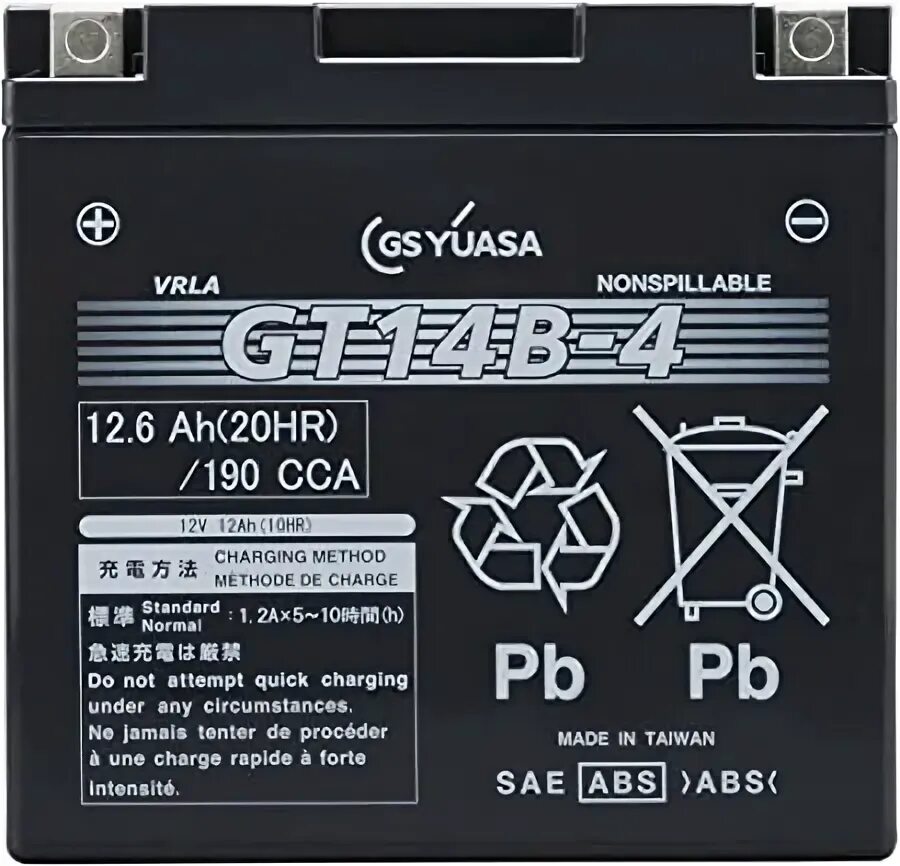 + −
GS YUASA
VRLA NONSPILLABLE
GT14B-4
12.6 Ah(20HR)
/190 CCA
12V 12Ah(10HR)
充電方法 CHARGING METHOD
MÉTHODE DE CHARGE
標準 Standard Normal : 1.2A×5~10時間(h)
急速充電は厳禁
Do not attempt quick charging
under any circumstances.
Ne jamais tenter de procéder
à une charge rapide à forte
intensité.
Pb Pb
MADE IN TAIWAN
SAE ABS >ABS<